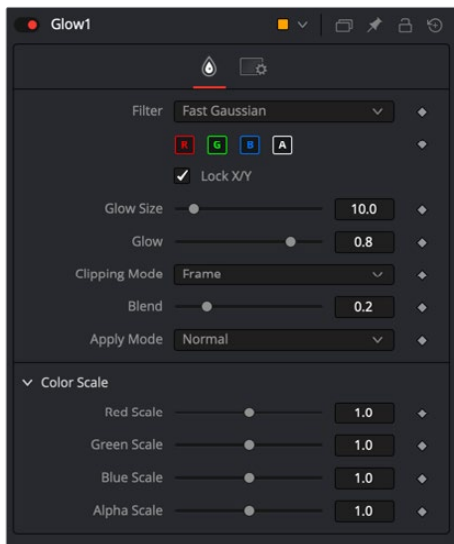 Glow1
Filter Fast Gaussian
R G B A
Lock X/Y
Glow Size 10.0
Glow 0.8
Clipping Mode Frame
Blend 0.2
Apply Mode Normal
Color Scale
Red Scale 1.0
Green Scale 1.0
Blue Scale 1.0
Alpha Scale 1.0